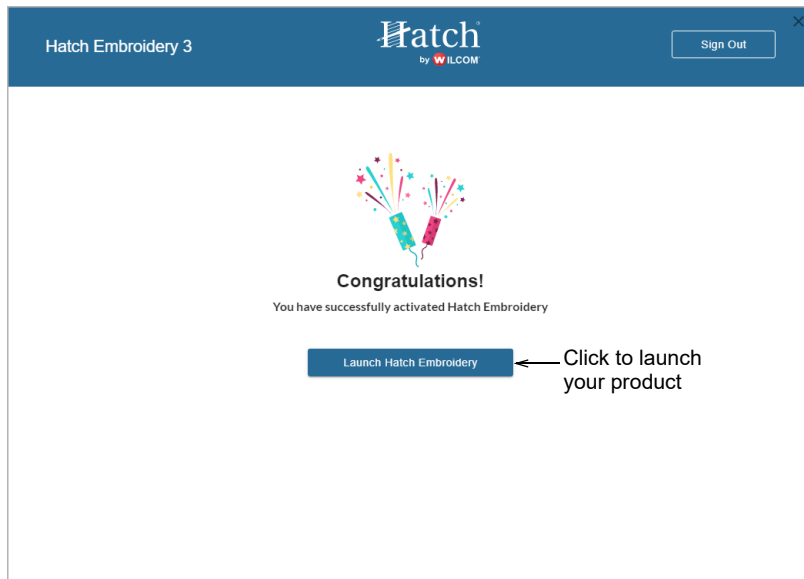 Hatch Embroidery 3
Hatch
by WILCOM
Sign Out
Congratulations!
You have successfully activated Hatch Embroidery
Launch Hatch Embroidery
Click to launch
your product